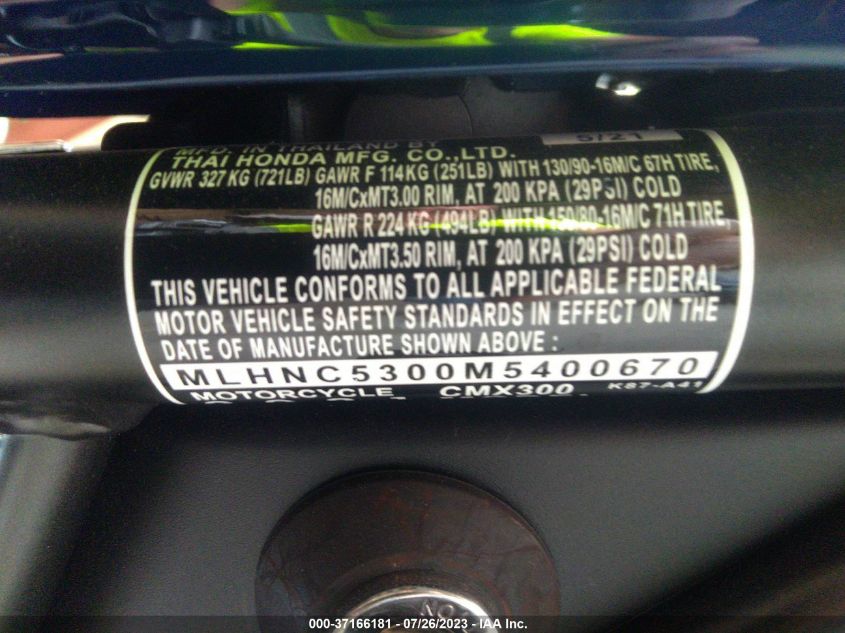 5/21
MFD. IN THAILAND BY
THAI HONDA MFG. CO.,LTD.
GVWR 327 KG (721LB) GAWR F 114KG (251LB) WITH 130/90-16M/C 67H TIRE,
16M/CxMT3.00 RIM, AT 200 KPA (29PSI) COLD
GAWR R 224 KG (494LB) WITH 150/80-16M/C 71H TIRE,
16M/CxMT3.50 RIM, AT 200 KPA (29PSI) COLD
THIS VEHICLE CONFORMS TO ALL APPLICABLE FEDERAL
MOTOR VEHICLE SAFETY STANDARDS IN EFFECT ON THE
DATE OF MANUFACTURE SHOWN ABOVE :
MLHNC5300M5400670
MOTORCYCLE CMX300 K87-A41
000-37166181 - 07/26/2023 - IAA Inc.